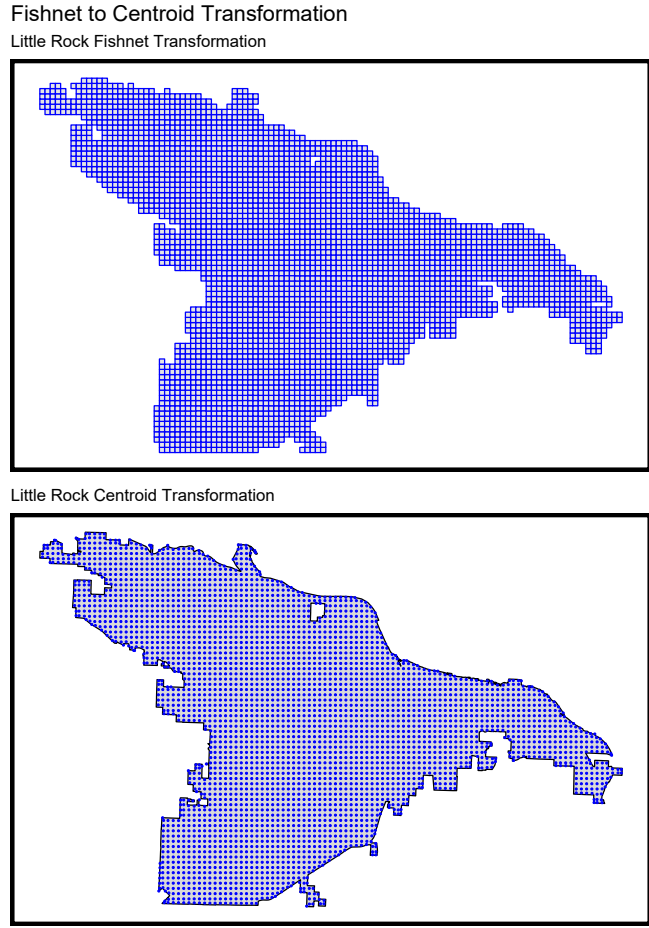 Fishnet to Centroid Transformation
Little Rock Fishnet Transformation
Little Rock Centroid Transformation